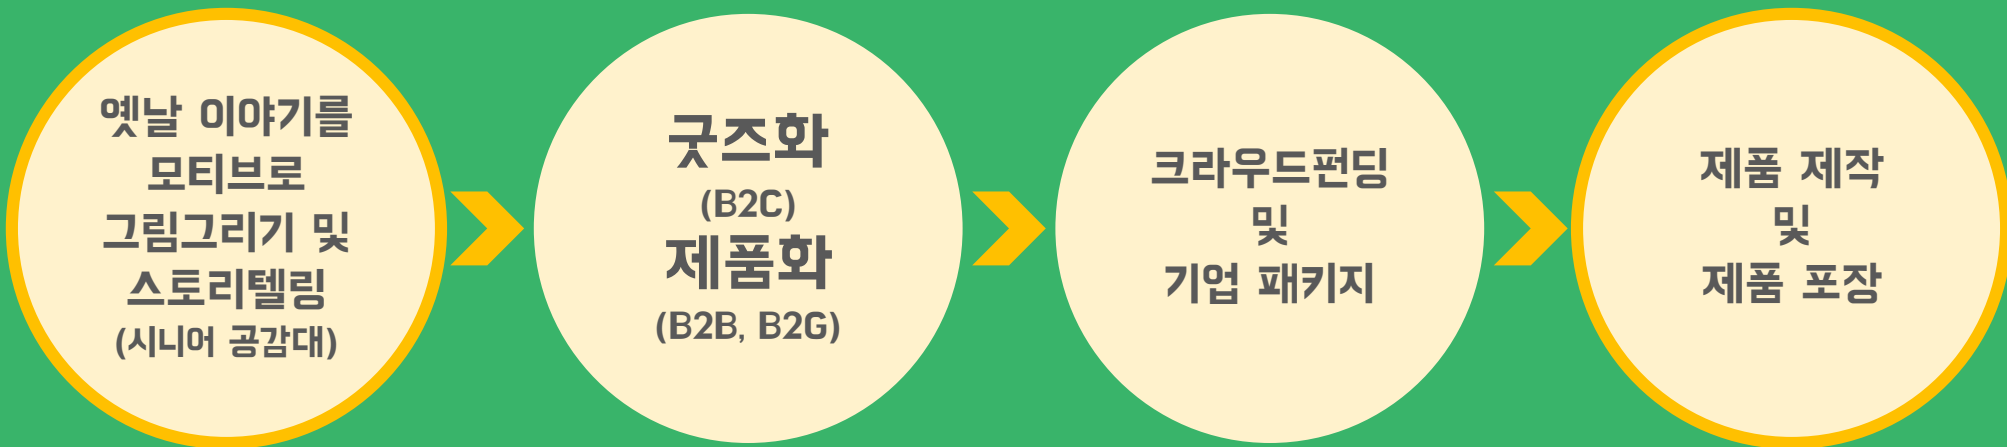 옛날 이야기를
모티브로
그림그리기 및
스토리텔링
(시니어 공감대)
굿즈화
(B2C)
제품화
(B2B, B2G)
크라우드펀딩
및
기업 패키지
제품 제작
및
제품 포장